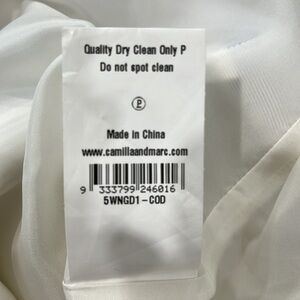 Quality Dry Clean Only P
Do not spot clean
P
Made in China
www.camillaandmarc.com
9 333799 246016
5WNGD1-COD